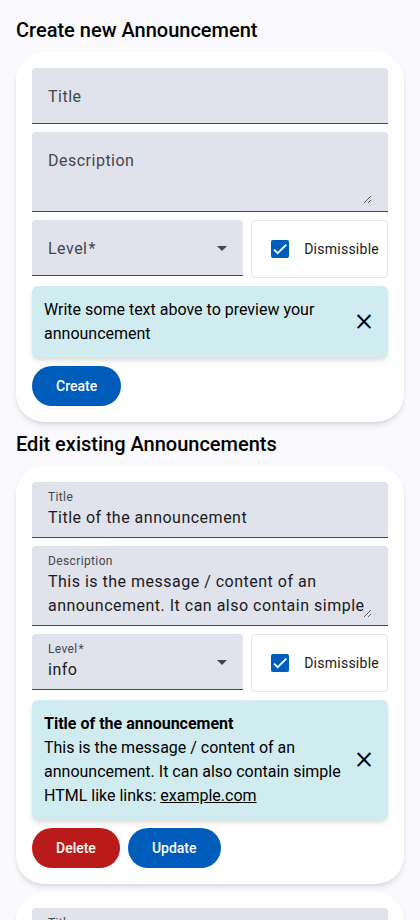 Create new Announcement
Title
Description
Level*
Dismissible
Write some text above to preview your
announcement
Create
Edit existing Announcements
Title
Title of the announcement
Description
This is the message / content of an
announcement. It can also contain simple
Level*
info
Dismissible
Title of the announcement
This is the message / content of an
announcement. It can also contain simple
HTML like links: example.com
Delete
Update
Title